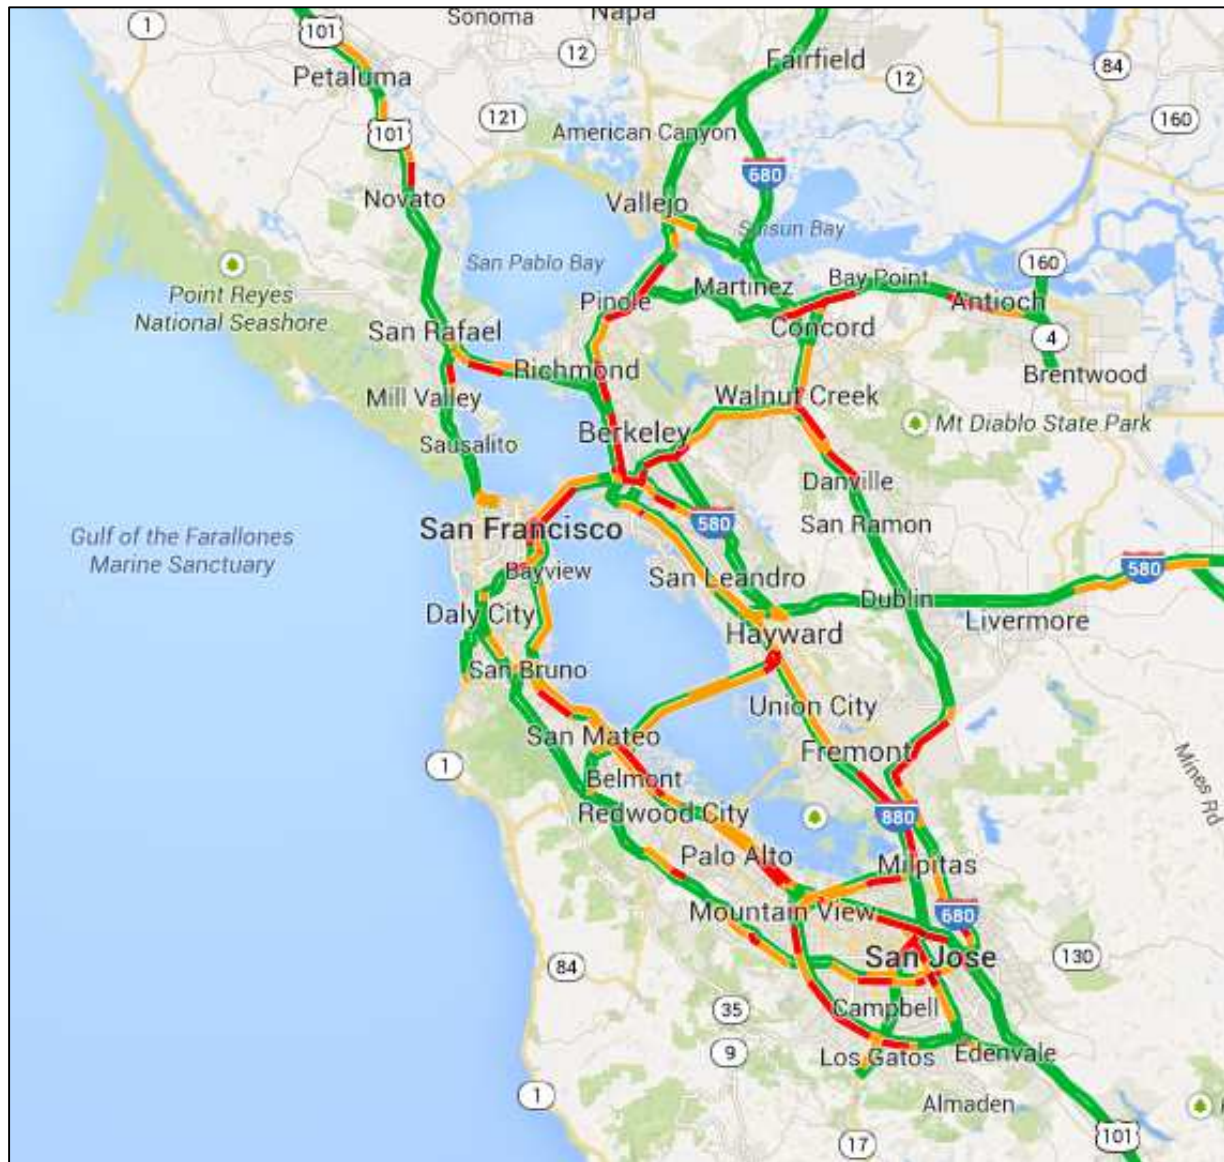 1
Sonoma
Napa
101
12
Fairfield
84
Petaluma
12
121
160
101
American Canyon
680
Novato
Vallejo
Suisun Bay
San Pablo Bay
160
Point Reyes
National Seashore
Pinole
Martinez
Bay Point
Antioch
San Rafael
Concord
4
Richmond
Brentwood
Mill Valley
Walnut Creek
Mt Diablo State Park
Sausalito
Berkeley
Danville
San Francisco
580
San Ramon
Gulf of the Farallones
Marine Sanctuary
Bayview
San Leandro
580
Daly City
Dublin
Livermore
Hayward
San Bruno
Union City
San Mateo
Fremont
1
Belmont
Mines Rd
Redwood City
880
Palo Alto
Milpitas
Mountain View
680
San Jose
130
84
35
Campbell
9
Los Gatos
Edenvale
1
Almaden
17
101